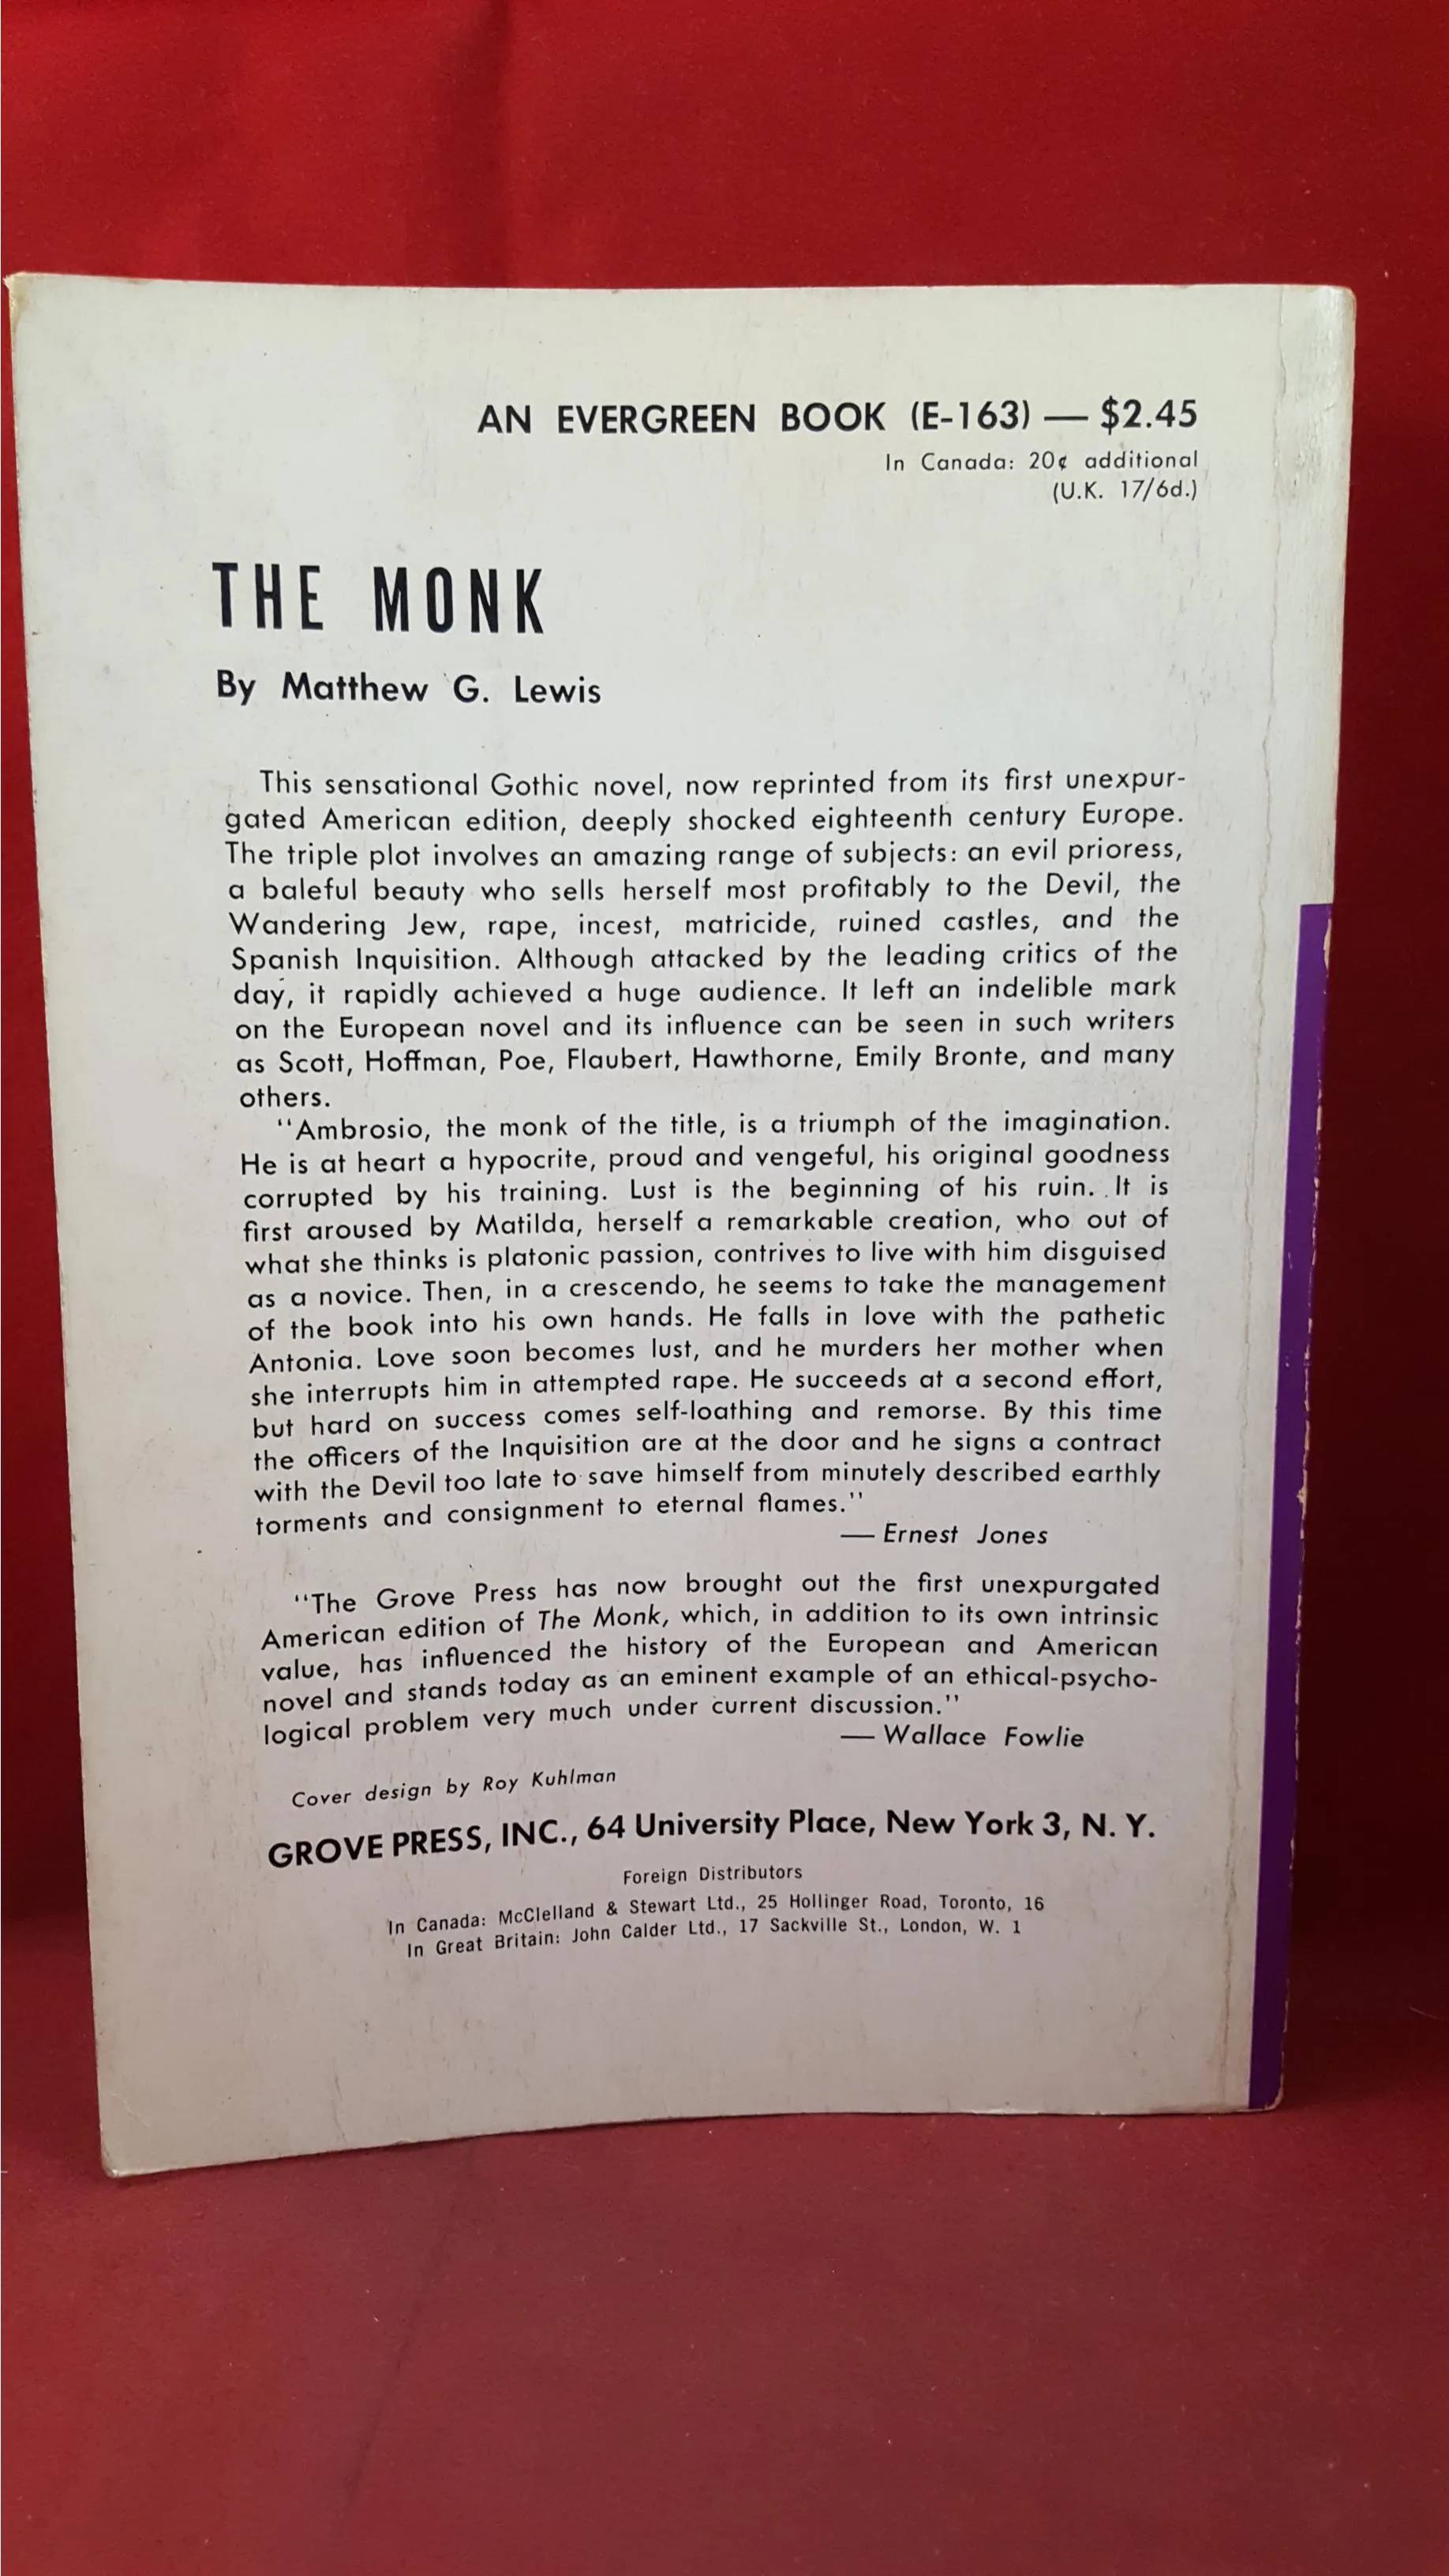 AN EVERGREEN BOOK (E-163) — $2.45
In Canada: 20¢ additional
(U.K. 17/6d.)
THE MONK
By Matthew G. Lewis
This sensational Gothic novel, now reprinted from its first unexpur-
gated American edition, deeply shocked eighteenth century Europe.
The triple plot involves an amazing range of subjects: an evil prioress,
a baleful beauty who sells herself most profitably to the Devil, the
Wandering Jew, rape, incest, matricide, ruined castles, and the
Spanish Inquisition. Although attacked by the leading critics of the
day, it rapidly achieved a huge audience. It left an indelible mark
on the European novel and its influence can be seen in such writers
as Scott, Hoffman, Poe, Flaubert, Hawthorne, Emily Bronte, and many
others.
"Ambrosio, the monk of the title, is a triumph of the imagination.
He is at heart a hypocrite, proud and vengeful, his original goodness
corrupted by his training. Lust is the beginning of his ruin. It is
first aroused by Matilda, herself a remarkable creation, who out of
what she thinks is platonic passion, contrives to live with him disguised
as a novice. Then, in a crescendo, he seems to take the management
of the book into his own hands. He falls in love with the pathetic
Antonia. Love soon becomes lust, and he murders her mother when
she interrupts him in attempted rape. He succeeds at a second effort,
but hard on success comes self-loathing and remorse. By this time
the officers of the Inquisition are at the door and he signs a contract
with the Devil too late to save himself from minutely described earthly
torments and consignment to eternal flames."
— Ernest Jones
"The Grove Press has now brought out the first unexpurgated
American edition of The Monk, which, in addition to its own intrinsic
value, has influenced the history of the European and American
novel and stands today as an eminent example of an ethical-psycho-
logical problem very much under current discussion."
— Wallace Fowlie
Cover design by Roy Kuhlman
GROVE PRESS, INC., 64 University Place, New York 3, N. Y.
Foreign Distributors
In Canada: McClelland & Stewart Ltd., 25 Hollinger Road, Toronto, 16
In Great Britain: John Calder Ltd., 17 Sackville St., London, W. 1